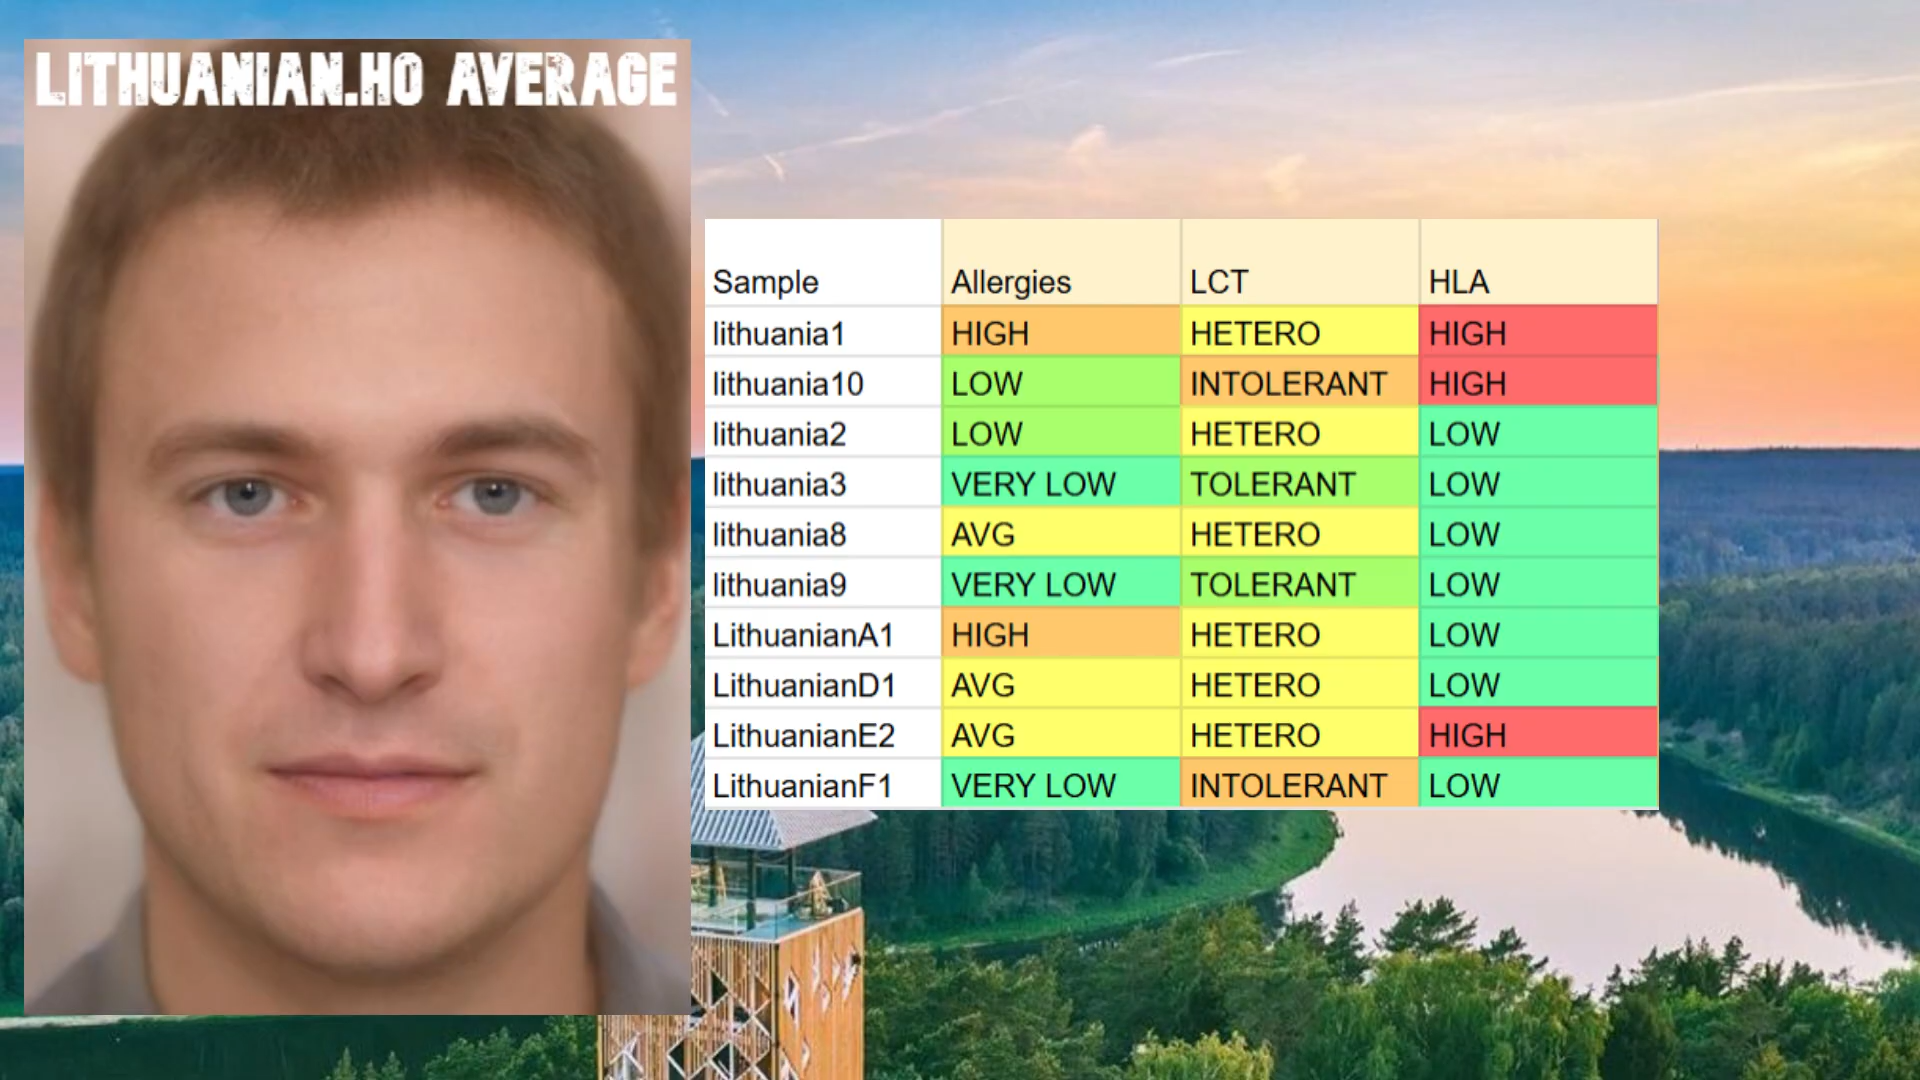 LITHUANIAN.HO AVERAGE
Sample Allergies LCT HLA
lithuania1 HIGH HETERO HIGH
lithuania10 LOW INTOLERANT HIGH
lithuania2 LOW HETERO LOW
lithuania3 VERY LOW TOLERANT LOW
lithuania8 AVG HETERO LOW
lithuania9 VERY LOW TOLERANT LOW
LithuanianA1 HIGH HETERO LOW
LithuanianD1 AVG HETERO LOW
LithuanianE2 AVG HETERO HIGH
LithuanianF1 VERY LOW INTOLERANT LOW